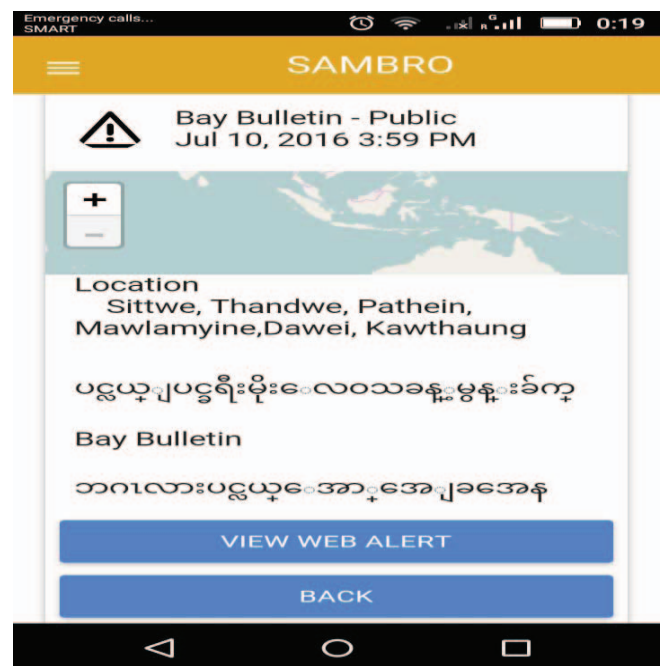 Emergency calls...
SMART
R G 0:19
SAMBRO
Bay Bulletin - Public
Jul 10, 2016 3:59 PM
+
−
Location
Sittwe, Thandwe, Pathein,
Mawlamyine,Dawei, Kawthaung
ပင္လယ္ျပင္ခရီးမိုးေလဝသခန္႔မွန္းခ်က္
Bay Bulletin
ဘဂၤလားပင္လယ္ေအာ္အေျခအေန
VIEW WEB ALERT
BACK